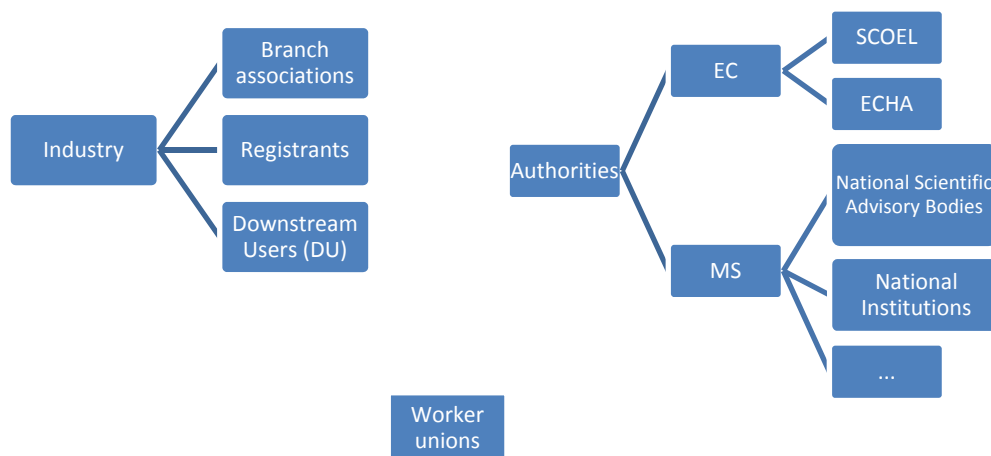 Industry
Branch
associations
Registrants
Downstream
Users (DU)
Authorities
EC
SCOEL
ECHA
MS
National Scientific
Advisory Bodies
National
Institutions
...
Worker
unions